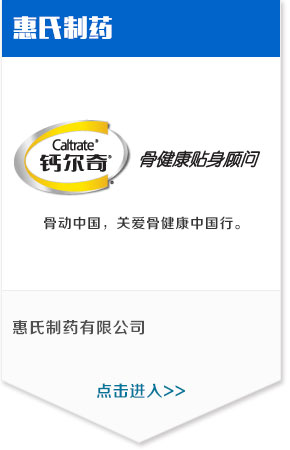 惠氏制药
Caltrate®
钙尔奇®
骨健康贴身顾问
骨动中国，关爱骨健康中国行。
惠氏制药有限公司
点击进入>>